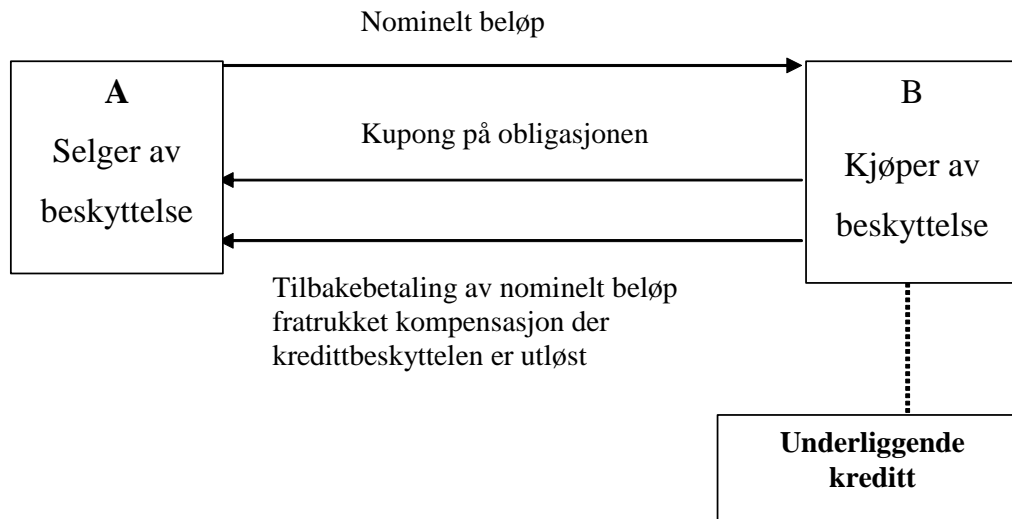 Nominelt beløp
A
Selger av
beskyttelse
B
Kjøper av
beskyttelse
Kupong på obligasjonen
Tilbakebetaling av nominelt beløp
fratrukket kompensasjon der
kredittbeskyttelen er utløst
Underliggende
kreditt